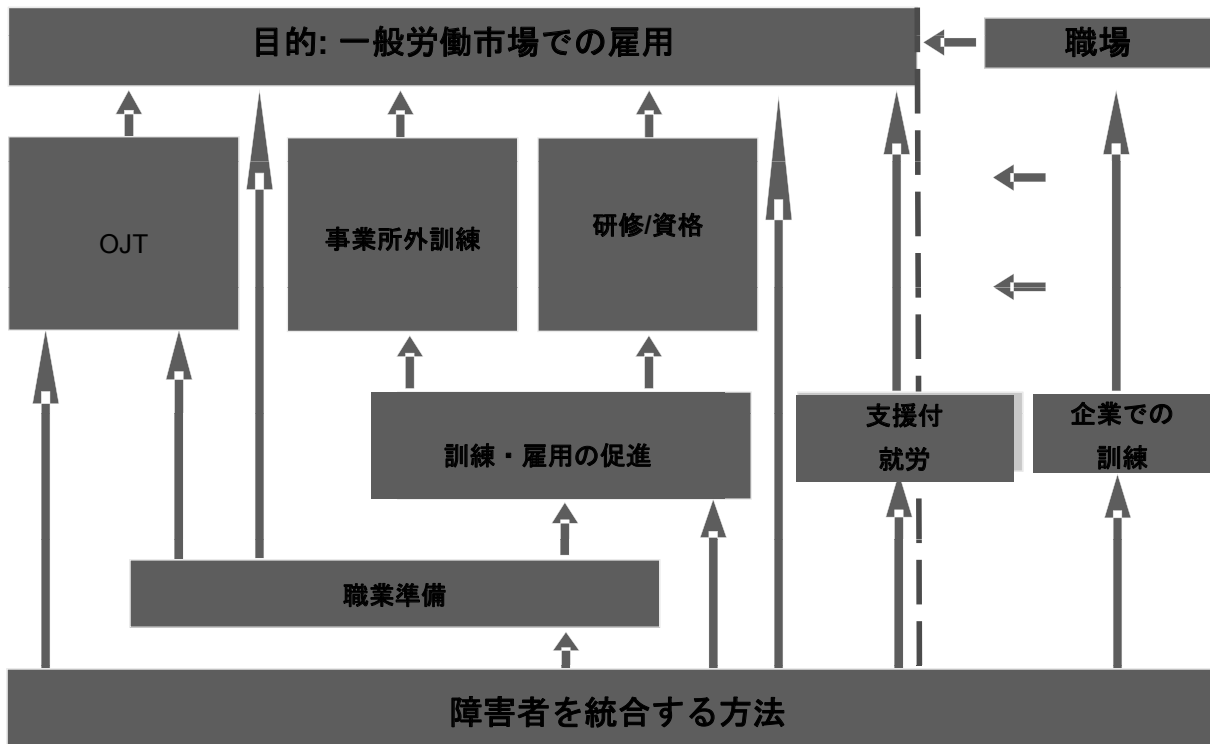 目的: 一般労働市場での雇用
職場
OJT
事業所外訓練
研修/資格
訓練・雇用の促進
支援付
就労
企業での
訓練
職業準備
障害者を統合する方法